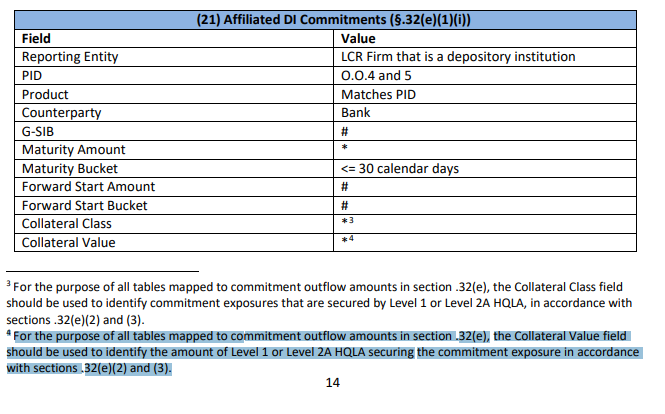 (21) Affiliated DI Commitments (§.32(e)(1)(i))
Field Value
Reporting Entity LCR Firm that is a depository institution
PID O.O.4 and 5
Product Matches PID
Counterparty Bank
G-SIB #
Maturity Amount *
Maturity Bucket <= 30 calendar days
Forward Start Amount #
Forward Start Bucket #
Collateral Class *3
Collateral Value *4
3 For the purpose of all tables mapped to commitment outflow amounts in section .32(e), the Collateral Class field
should be used to identify commitment exposures that are secured by Level 1 or Level 2A HQLA, in accordance with
sections .32(e)(2) and (3).
4 For the purpose of all tables mapped to commitment outflow amounts in section .32(e), the Collateral Value field
should be used to identify the amount of Level 1 or Level 2A HQLA securing the commitment exposure in accordance
with sections .32(e)(2) and (3).
14